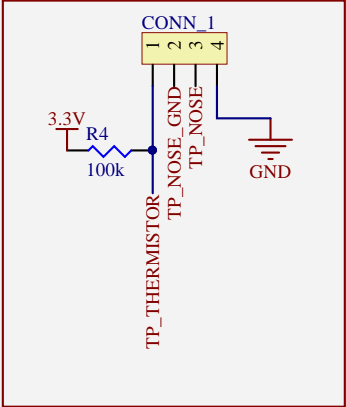 CONN_1
1
2
3
4
3.3V
R4
100k
TP_THERMISTOR
TP_NOSE_GND
TP_NOSE
GND